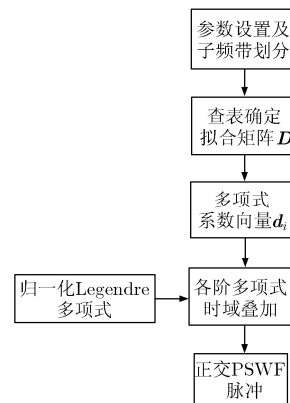 参数设置及
子频带划分
查表确定
拟合矩阵D
多项式
系数向量di
归一化Legendre
多项式
各阶多项式
时域叠加
正交PSWF
脉冲